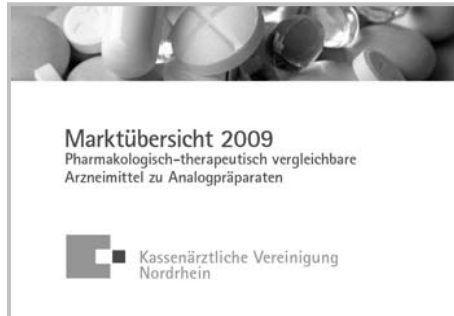 Marktübersicht 2009
Pharmakologisch-therapeutisch vergleichbare
Arzneimittel zu Analogpräparaten
Kassenärztliche Vereinigung
Nordrhein